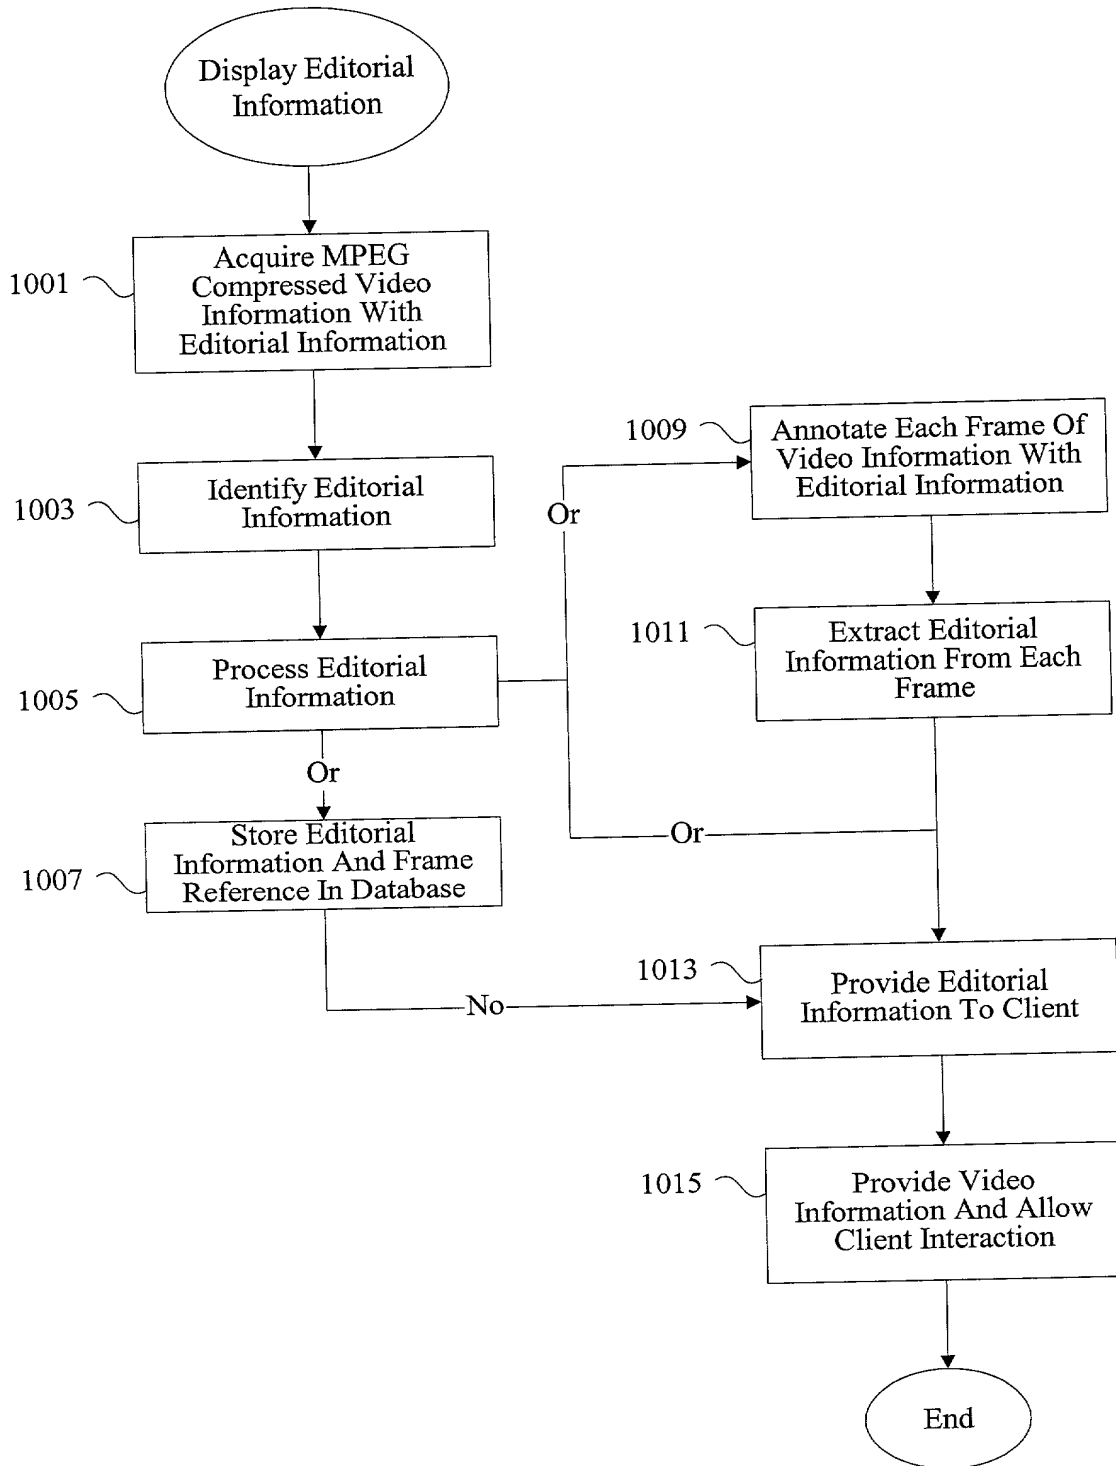 Display Editorial
Information
1001
Acquire MPEG
Compressed Video
Information With
Editorial Information
1003
Identify Editorial
Information
1005
Process Editorial
Information
Or
1007
Store Editorial
Information And Frame
Reference In Database
No
Or
Or
1009
Annotate Each Frame Of
Video Information With
Editorial Information
1011
Extract Editorial
Information From Each
Frame
1013
Provide Editorial
Information To Client
1015
Provide Video
Information And Allow
Client Interaction
End